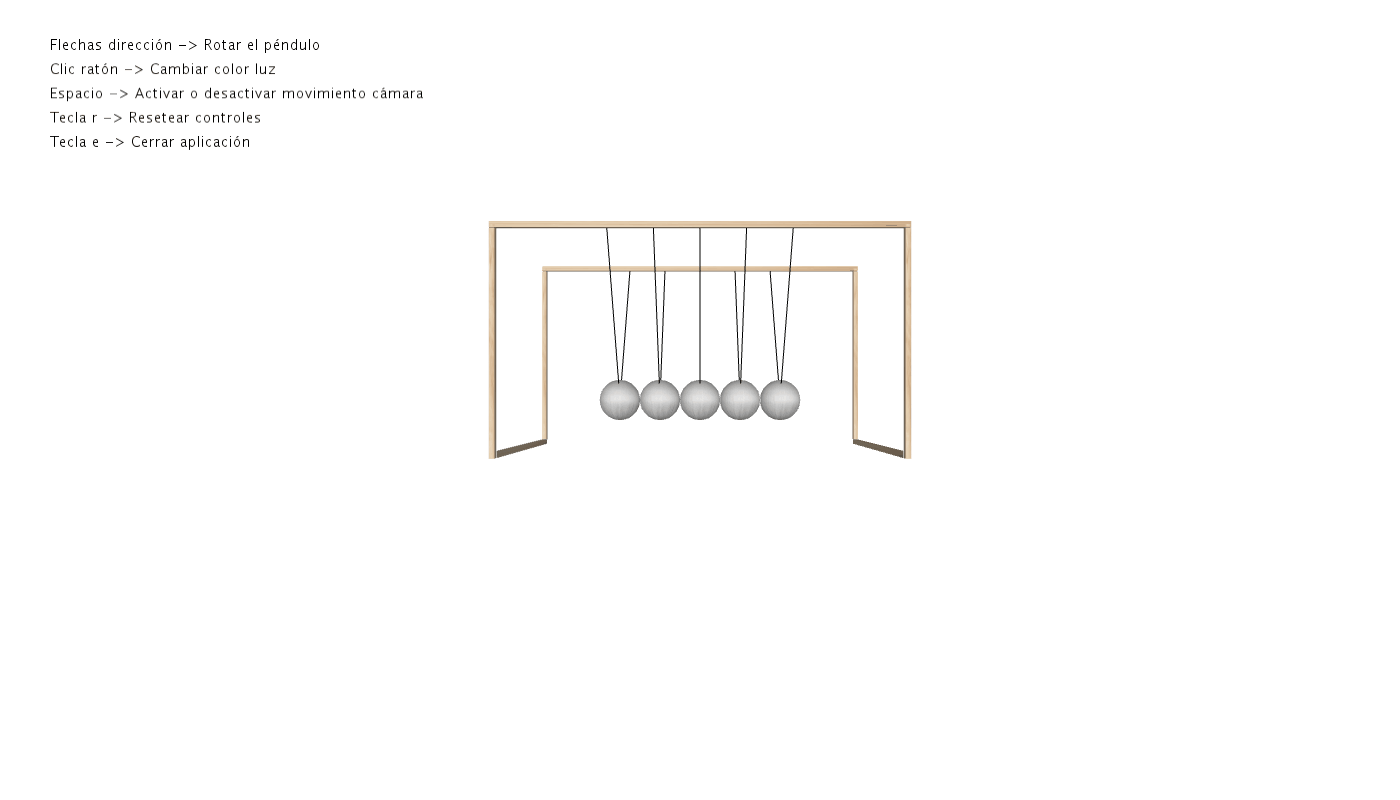 Flechas dirección -> Rotar el péndulo
Clic ratón -> Cambiar color luz
Espacio -> Activar o desactivar movimiento cámara
Tecla r -> Resetear controles
Tecla e -> Cerrar aplicación